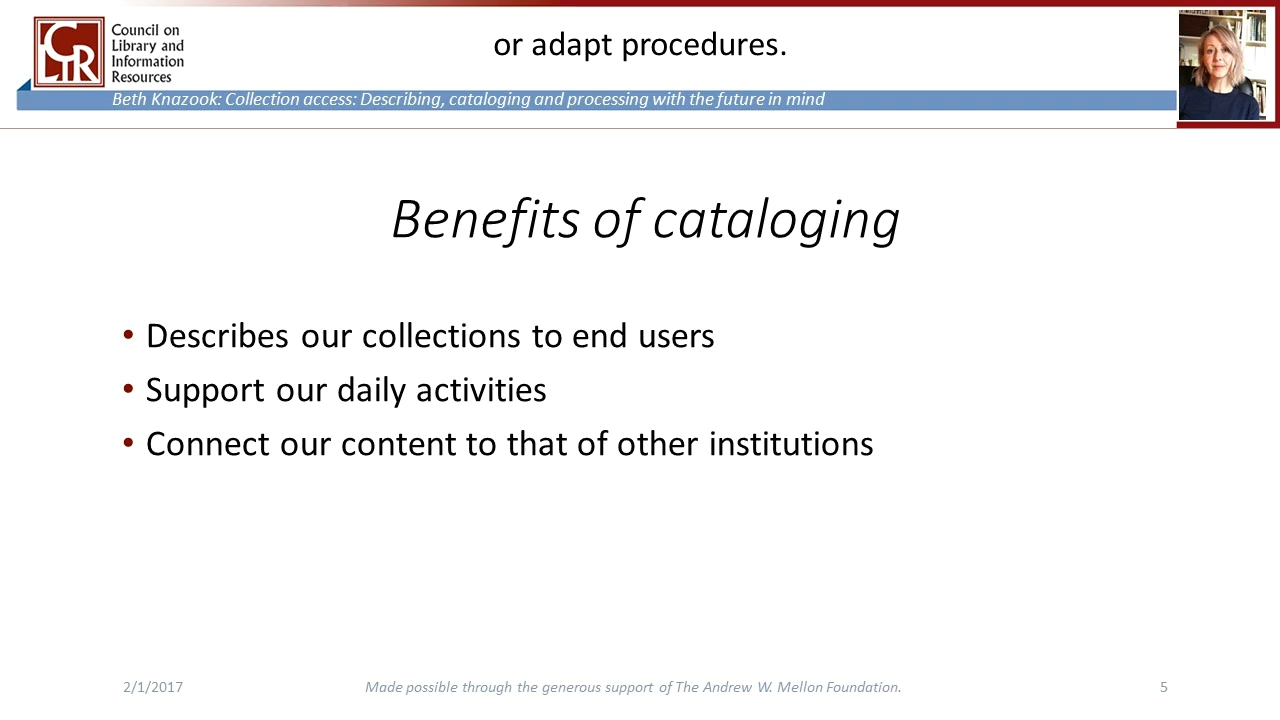 CLIR
Council on
Library and
Information
Resources
or adapt procedures.
Beth Knazook: Collection access: Describing, cataloging and processing with the future in mind
Benefits of cataloging
• Describes our collections to end users
• Support our daily activities
• Connect our content to that of other institutions
2/1/2017
Made possible through the generous support of The Andrew W. Mellon Foundation.
5